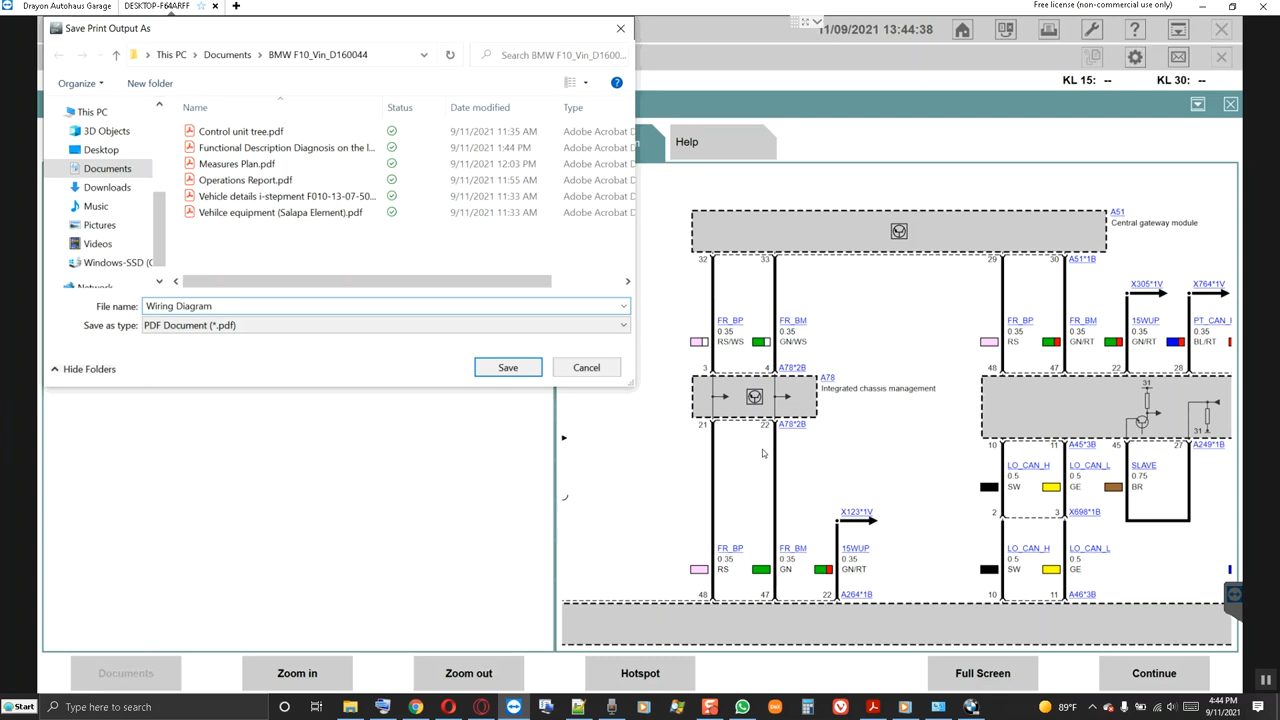 Drayon Autohaus Garage DESKTOP-F64ARFF Free license (non-commercial use only)
Save Print Output As
11/09/2021 13:44:38
This PC Documents BMW F10_Vin_D160044 Search BMW F10_Vin_D1600...
Organize New folder
KL 15: -- KL 30: --
This PC
3D Objects
Desktop
Documents
Downloads
Music
Pictures
Videos
Windows-SSD (C
Network
Name Status Date modified Type
Control unit tree.pdf 9/11/2021 11:35 AM Adobe Acrobat D
Functional Description Diagnosis on the l... 9/11/2021 1:44 PM Adobe Acrobat D
Measures Plan.pdf 9/11/2021 12:03 PM Adobe Acrobat D
Operations Report.pdf 9/11/2021 11:55 AM Adobe Acrobat D
Vehicle details i-stepment F010-13-07-50... 9/11/2021 11:33 AM Adobe Acrobat D
Vehilce equipment (Salapa Element).pdf 9/11/2021 11:33 AM Adobe Acrobat D
File name: Wiring Diagram
Save as type: PDF Document (*.pdf)
Hide Folders Save Cancel
n Help
A51
Central gateway module
32 33 29 30 A51*1B
X305*1V X764*1V
FR_BP FR_BM FR_BP FR_BM 15WUP PT_CAN_H
0.35 0.35 0.35 0.35 0.35 0.35
RS/WS GN/WS RS GN/RT GN/RT BL/RT
3 4 A78*2B 48 47 22 28
A78
Integrated chassis management
31
31
21 22 A78*2B
10 11 A45*3B 45 27 A249*1B
LO_CAN_H LO_CAN_L SLAVE
0.5 0.5 0.75
SW GE BR
2 3 X698*1B
X123*1V
FR_BP FR_BM 15WUP LO_CAN_H LO_CAN_L
0.35 0.35 0.35 0.5 0.5
RS GN GN/RT SW GE
48 47 22 A264*1B 10 11 A46*3B
Documents Zoom in Zoom out Hotspot Full Screen Continue
Start Type here to search 89°F 4:44 PM
9/11/2021